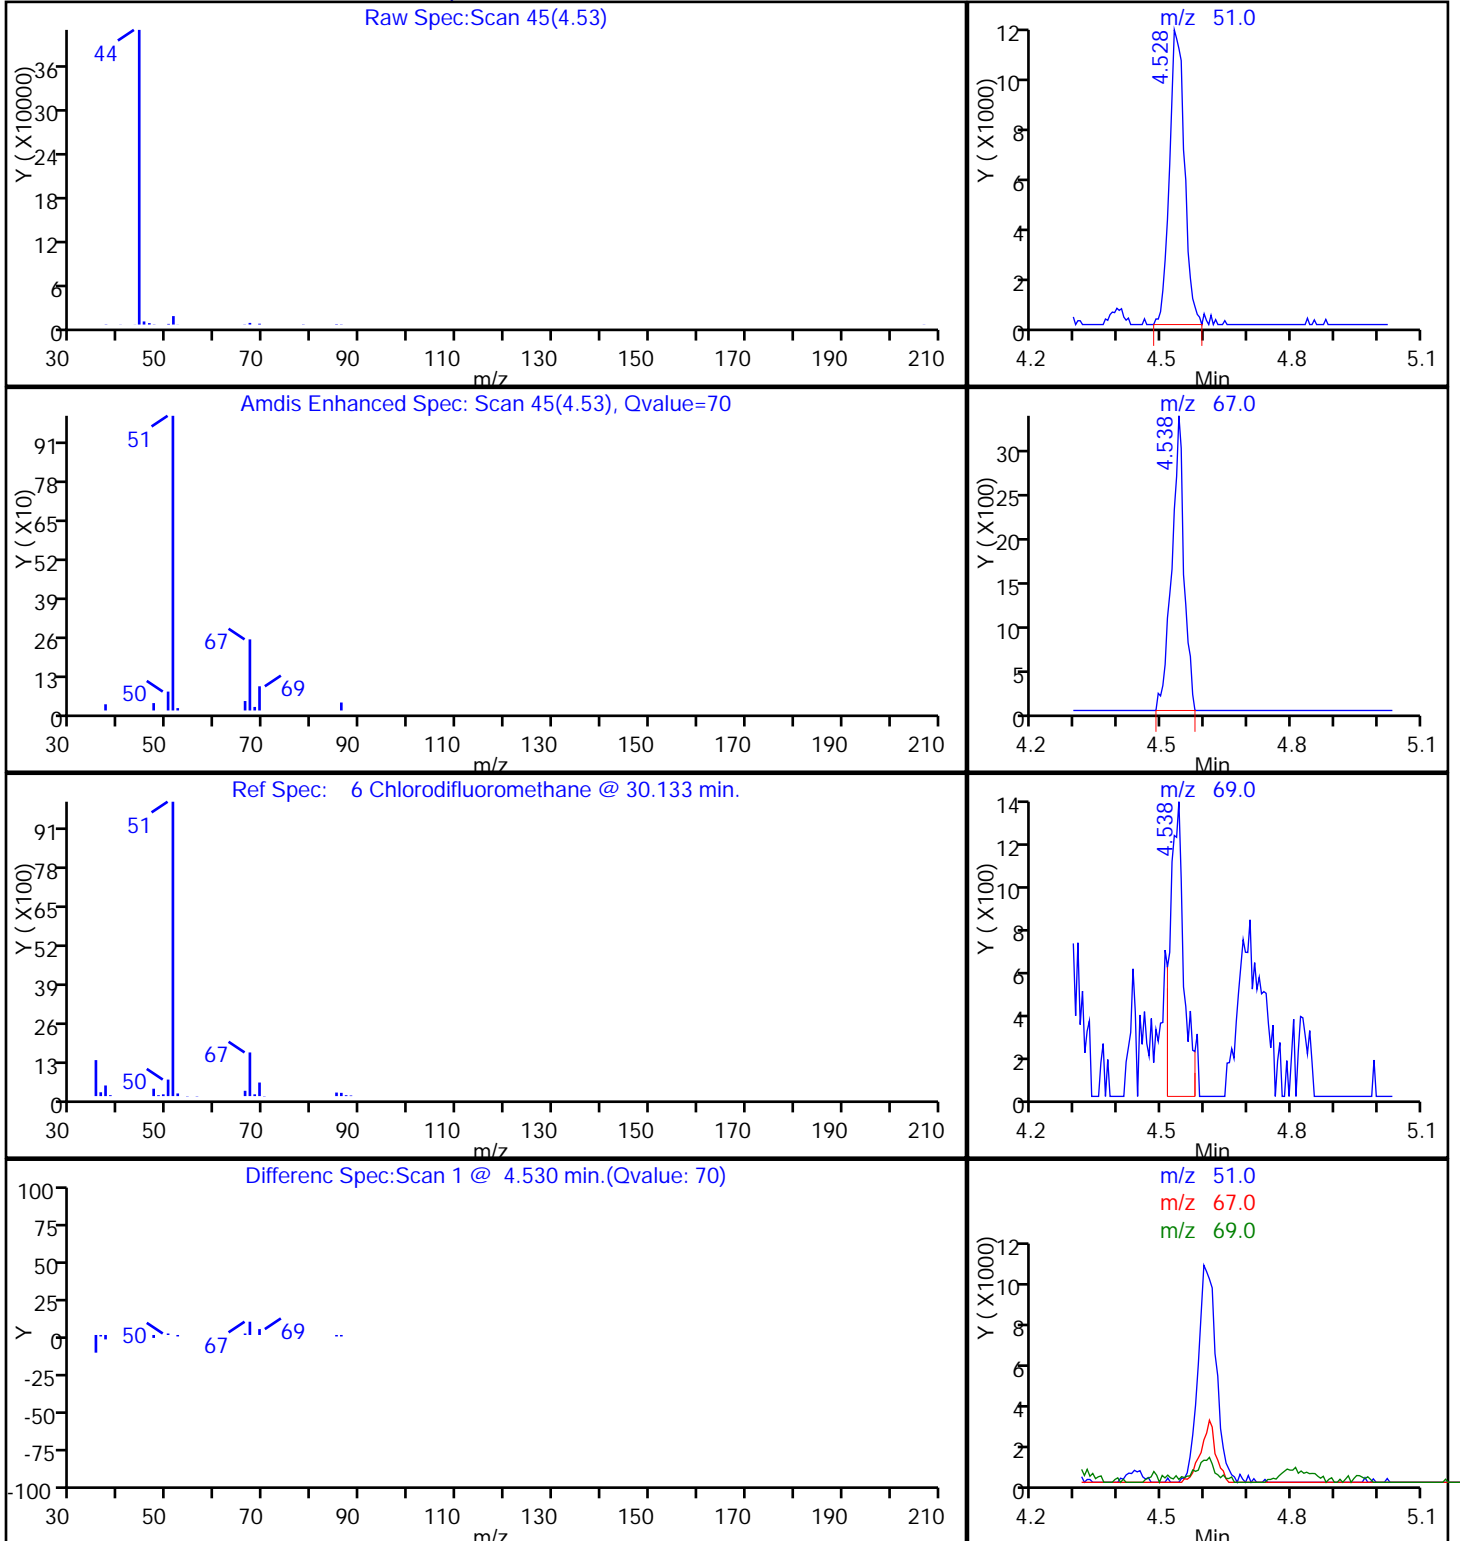 Raw Spec:Scan 45(4.53)
44
Y ( X10000)
36
30
24
18
12
6
0
30 50 70 90 110 130 150 170 190 210
m/z
m/z 51.0
4.528
Y ( X1000)
12
10
8
6
4
2
0
4.2 4.5 4.8 5.1
Min
Amdis Enhanced Spec: Scan 45(4.53), Qvalue=70
51
67
50
69
Y ( X10)
91
78
65
52
39
26
13
0
30 50 70 90 110 130 150 170 190 210
m/z
m/z 67.0
4.538
Y ( X100)
30
25
20
15
10
5
0
4.2 4.5 4.8 5.1
Min
Ref Spec: 6 Chlorodifluoromethane @ 30.133 min.
51
67
50
Y ( X100)
91
78
65
52
39
26
13
0
30 50 70 90 110 130 150 170 190 210
m/z
m/z 69.0
4.538
Y ( X100)
14
12
10
8
6
4
2
0
4.2 4.5 4.8 5.1
Min
Differenc Spec:Scan 1 @ 4.530 min.(Qvalue: 70)
50
67
69
Y
100
75
50
25
0
-25
-50
-75
-100
30 50 70 90 110 130 150 170 190 210
m/z
m/z 51.0
m/z 67.0
m/z 69.0
Y ( X1000)
12
10
8
6
4
2
0
4.2 4.5 4.8 5.1
Min